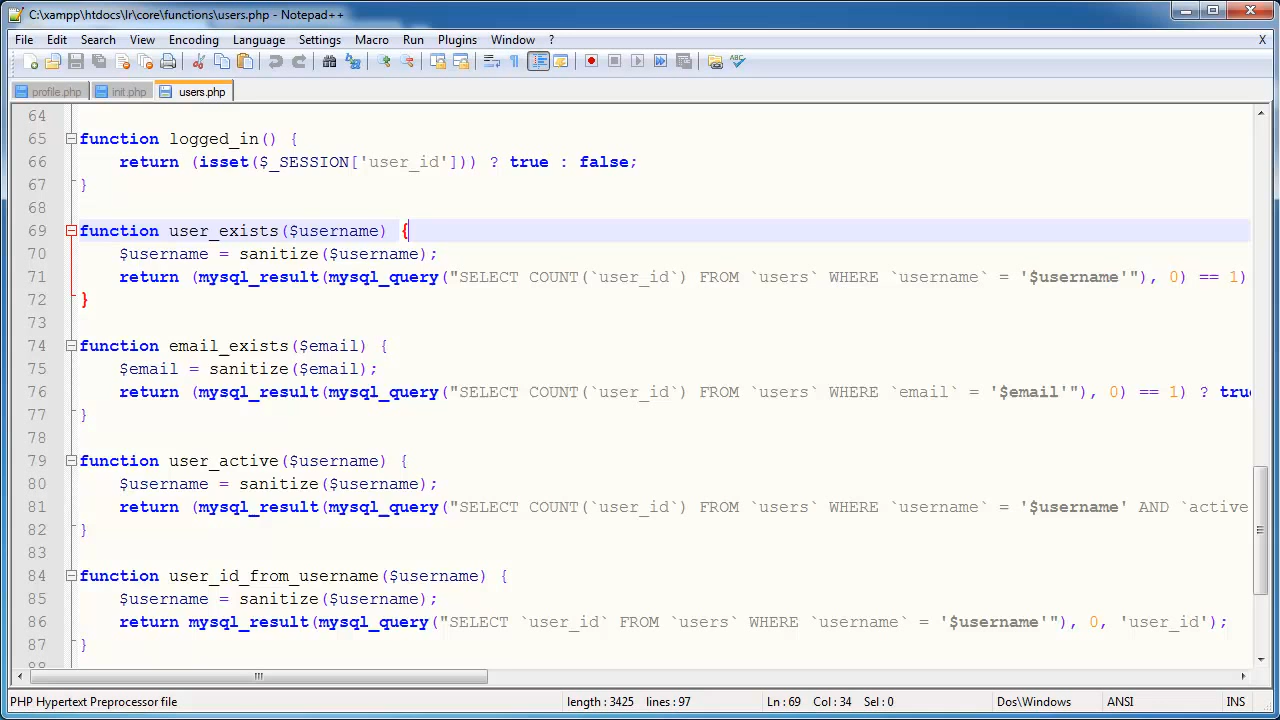 C:\xampp\htdocs\lr\core\functions\users.php - Notepad++
File Edit Search View Encoding Language Settings Macro Run Plugins Window ? X
profile.php init.php users.php
64
65 function logged_in() {
66 return (isset($_SESSION['user_id'])) ? true : false;
67 }
68
69 function user_exists($username) {
70 $username = sanitize($username);
71 return (mysql_result(mysql_query("SELECT COUNT(`user_id`) FROM `users` WHERE `username` = '$username'"), 0) == 1)
72 }
73
74 function email_exists($email) {
75 $email = sanitize($email);
76 return (mysql_result(mysql_query("SELECT COUNT(`user_id`) FROM `users` WHERE `email` = '$email'"), 0) == 1) ? tru
77 }
78
79 function user_active($username) {
80 $username = sanitize($username);
81 return (mysql_result(mysql_query("SELECT COUNT(`user_id`) FROM `users` WHERE `username` = '$username' AND `active
82 }
83
84 function user_id_from_username($username) {
85 $username = sanitize($username);
86 return mysql_result(mysql_query("SELECT `user_id` FROM `users` WHERE `username` = '$username'"), 0, 'user_id');
87 }
88
PHP Hypertext Preprocessor file length : 3425 lines : 97 Ln : 69 Col : 34 Sel : 0 Dos\Windows ANSI INS